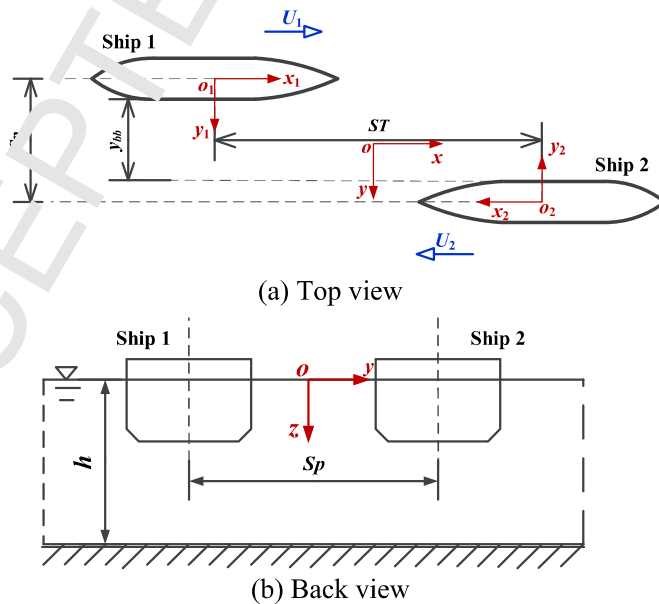 U1
Ship 1
o1
x1
y1
ybb
ST
o
x
y
y2
Ship 2
x2
o2
U2
(a) Top view
Ship 1
Ship 2
o
y
z
h
Sp
(b) Back view